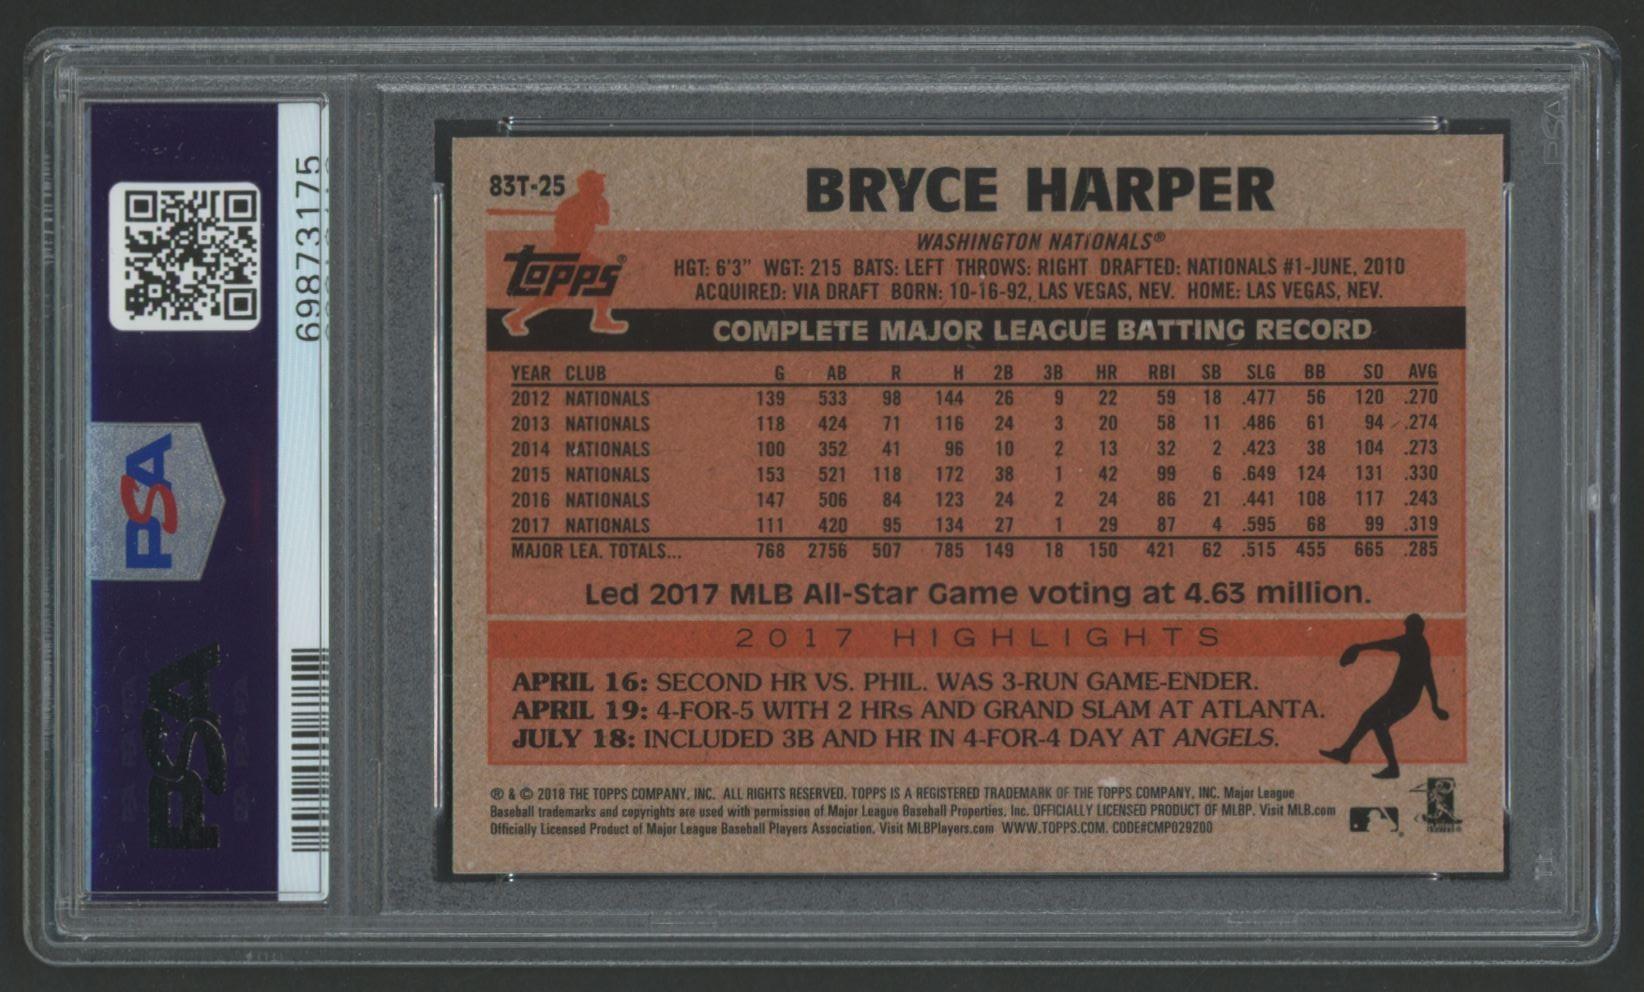 69873175
PSA
PSA
83T-25
BRYCE HARPER
Topps®
WASHINGTON NATIONALS®
HGT: 6'3" WGT: 215 BATS: LEFT THROWS: RIGHT DRAFTED: NATIONALS #1-JUNE, 2010
ACQUIRED: VIA DRAFT BORN: 10-16-92, LAS VEGAS, NEV. HOME: LAS VEGAS, NEV.
COMPLETE MAJOR LEAGUE BATTING RECORD
YEAR CLUB G AB R H 2B 3B HR RBI SB SLG BB SO AVG
2012 NATIONALS 139 533 98 144 26 9 22 59 18 .477 56 120 .270
2013 NATIONALS 118 424 71 116 24 3 20 58 11 .486 61 94 .274
2014 NATIONALS 100 352 41 96 10 2 13 32 2 .423 38 104 .273
2015 NATIONALS 153 521 118 172 38 1 42 99 6 .649 124 131 .330
2016 NATIONALS 147 506 84 123 24 2 24 86 21 .441 108 117 .243
2017 NATIONALS 111 420 95 134 27 1 29 87 4 .595 68 99 .319
MAJOR LEA. TOTALS... 768 2756 507 785 149 18 150 421 62 .515 455 665 .285
Led 2017 MLB All-Star Game voting at 4.63 million.
2017 HIGHLIGHTS
APRIL 16: SECOND HR VS. PHIL. WAS 3-RUN GAME-ENDER.
APRIL 19: 4-FOR-5 WITH 2 HRs AND GRAND SLAM AT ATLANTA.
JULY 18: INCLUDED 3B AND HR IN 4-FOR-4 DAY AT ANGELS.
® & © 2018 THE TOPPS COMPANY, INC. ALL RIGHTS RESERVED. TOPPS IS A REGISTERED TRADEMARK OF THE TOPPS COMPANY, INC. Major League
Baseball trademarks and copyrights are used with permission of Major League Baseball Properties, Inc. OFFICIALLY LICENSED PRODUCT OF MLBP. Visit MLB.com
Officially Licensed Product of Major League Baseball Players Association. Visit MLBPlayers.com WWW.TOPPS.COM. CODE#CMP029200
PSA